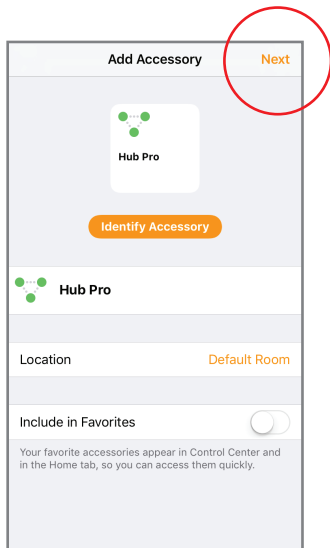 Add Accessory Next
Hub Pro
Identify Accessory
Hub Pro
Location Default Room
Include in Favorites
Your favorite accessories appear in Control Center and
in the Home tab, so you can access them quickly.